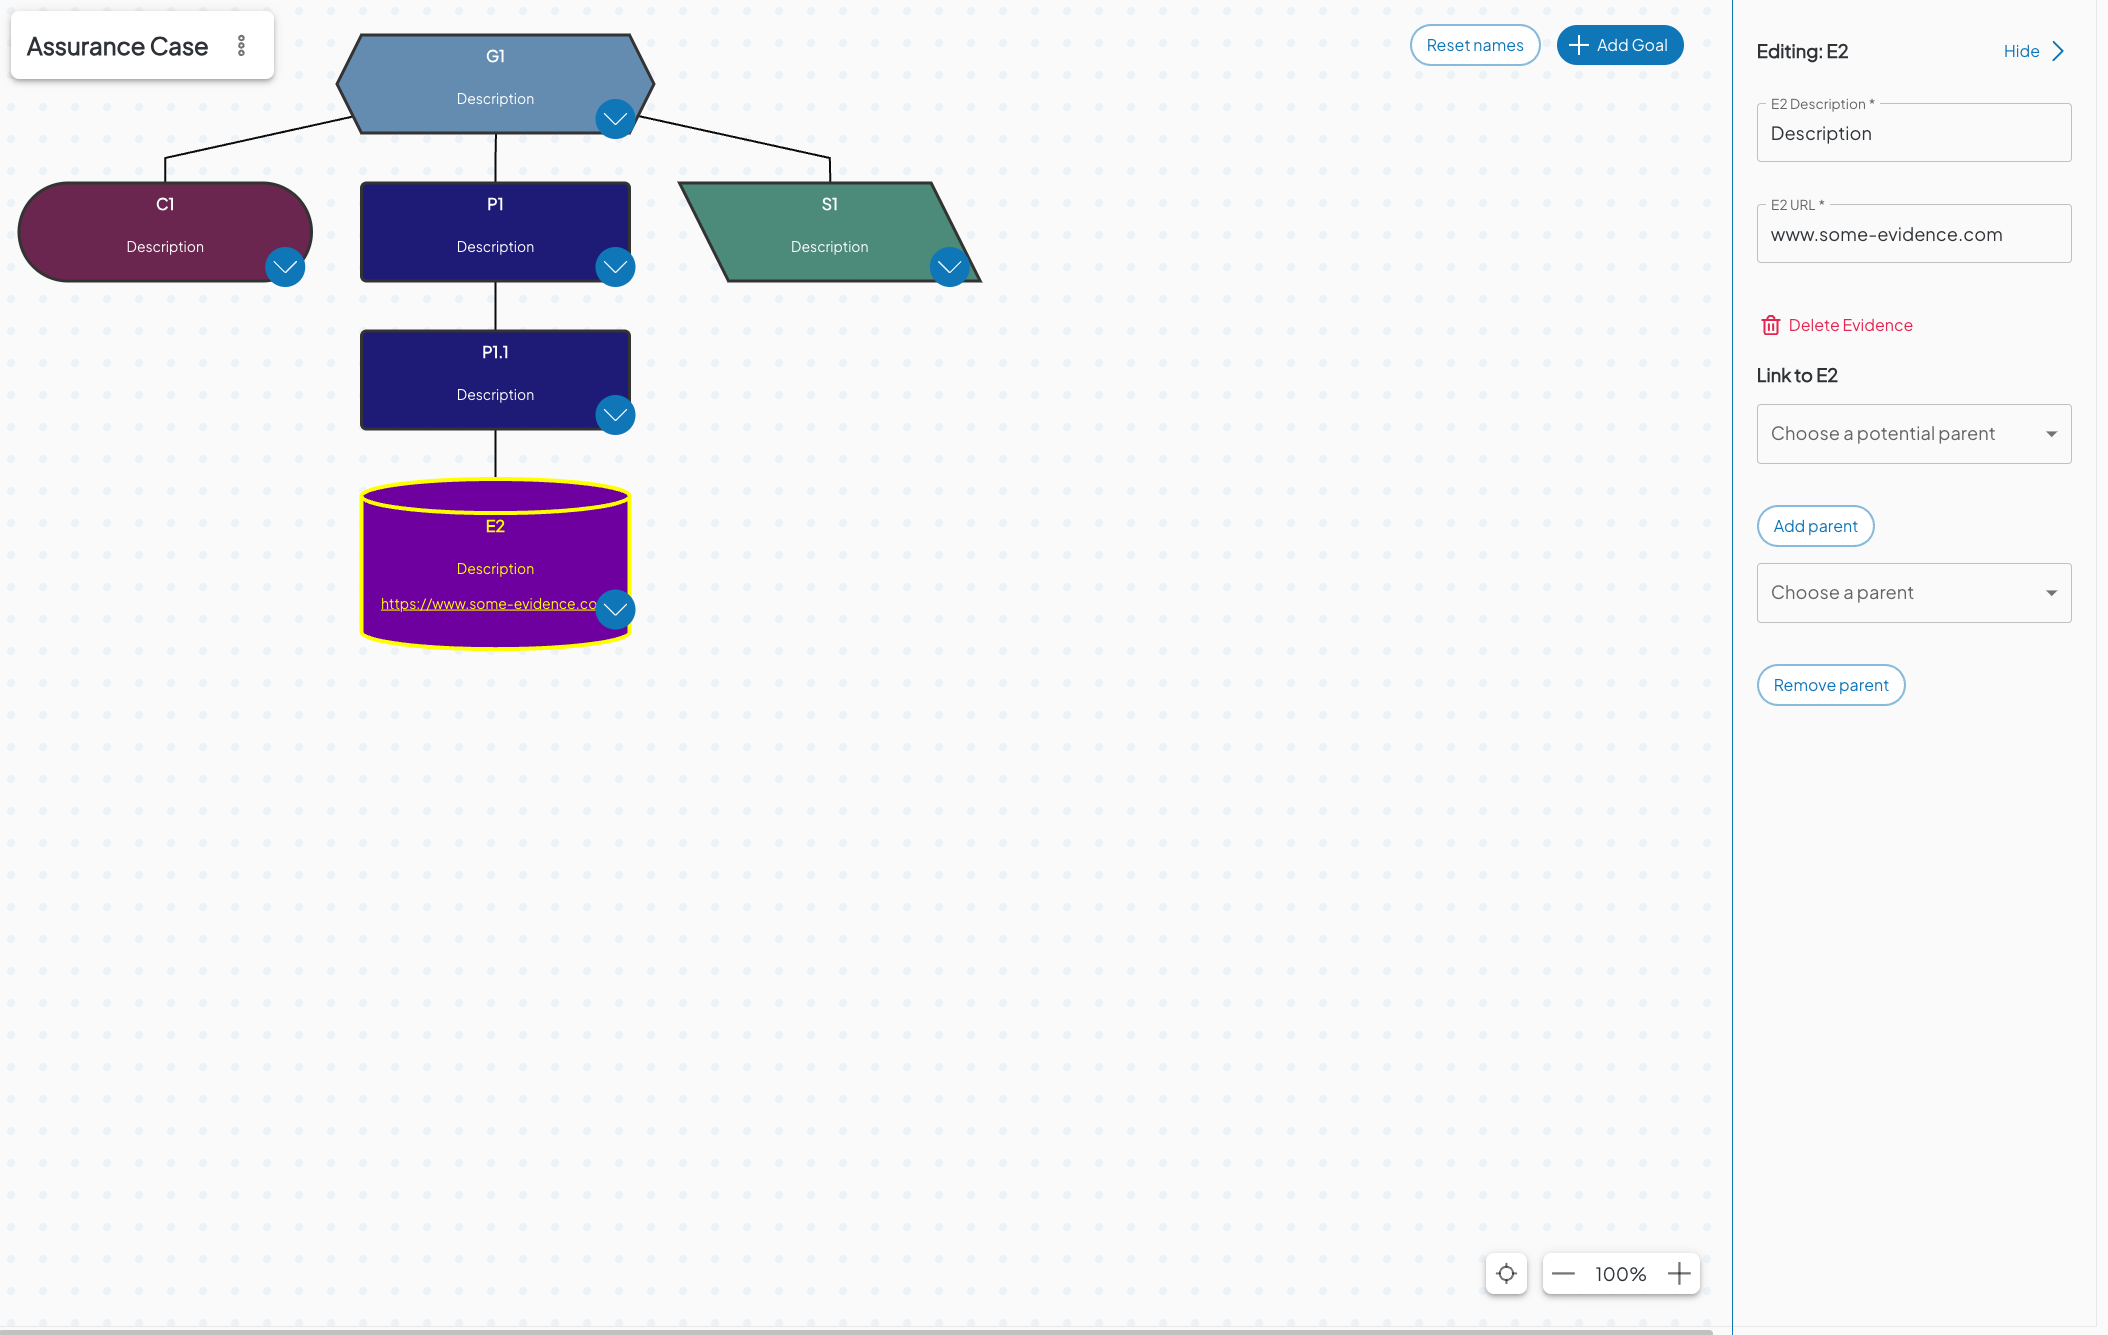 Assurance Case
Reset names
Add Goal
G1
Description
C1
Description
P1
Description
S1
Description
P1.1
Description
E2
Description
https://www.some-evidence.co
100%
Editing: E2
Hide
E2 Description *
Description
E2 URL *
www.some-evidence.com
Delete Evidence
Link to E2
Choose a potential parent
Add parent
Choose a parent
Remove parent